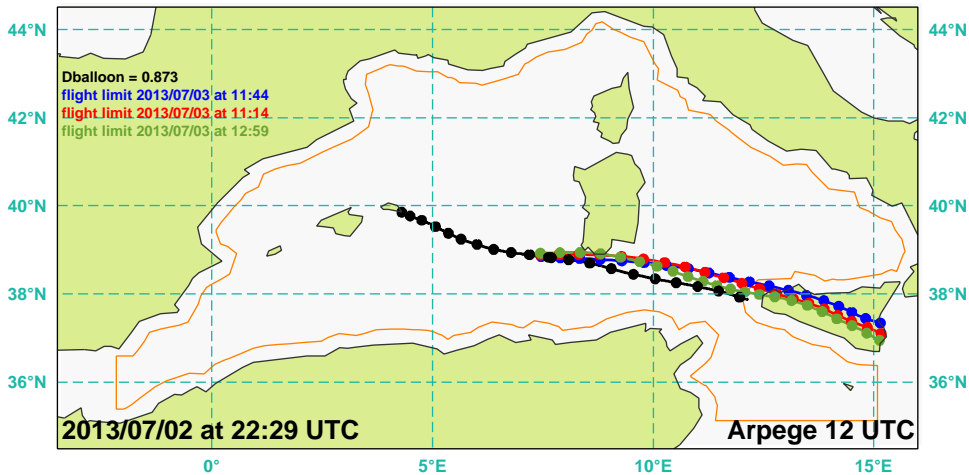 44°N 44°N
Dballoon = 0.873
flight limit 2013/07/03 at 11:44
flight limit 2013/07/03 at 11:14
flight limit 2013/07/03 at 12:59
42°N 42°N
40°N 40°N
38°N 38°N
36°N 36°N
2013/07/02 at 22:29 UTC Arpege 12 UTC
0° 5°E 10°E 15°E